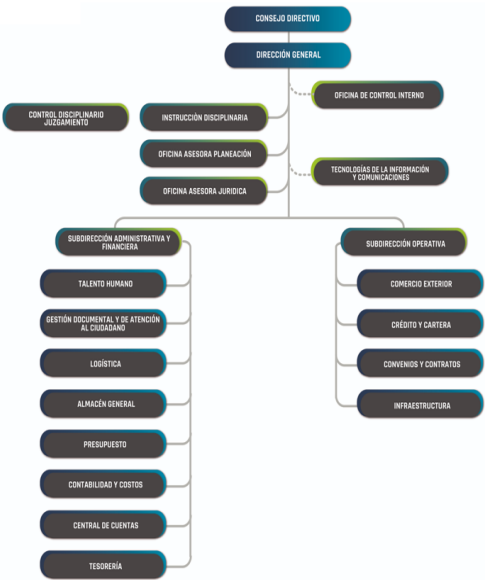 CONSEJO DIRECTIVO
DIRECCIÓN GENERAL
OFICINA DE CONTROL INTERNO
CONTROL DISCIPLINARIO
JUZGAMIENTO
INSTRUCCIÓN DISCIPLINARIA
OFICINA ASESORA PLANEACIÓN
TECNOLOGÍAS DE LA INFORMACIÓN
Y COMUNICACIONES
OFICINA ASESORA JURIDICA
SUBDIRECCIÓN ADMINISTRATIVA Y
FINANCIERA
TALENTO HUMANO
GESTIÓN DOCUMENTAL Y DE ATENCIÓN
AL CIUDADANO
LOGÍSTICA
ALMACÉN GENERAL
PRESUPUESTO
CONTABILIDAD Y COSTOS
CENTRAL DE CUENTAS
TESORERÍA
SUBDIRECCIÓN OPERATIVA
COMERCIO EXTERIOR
CRÉDITO Y CARTERA
CONVENIOS Y CONTRATOS
INFRAESTRUCTURA